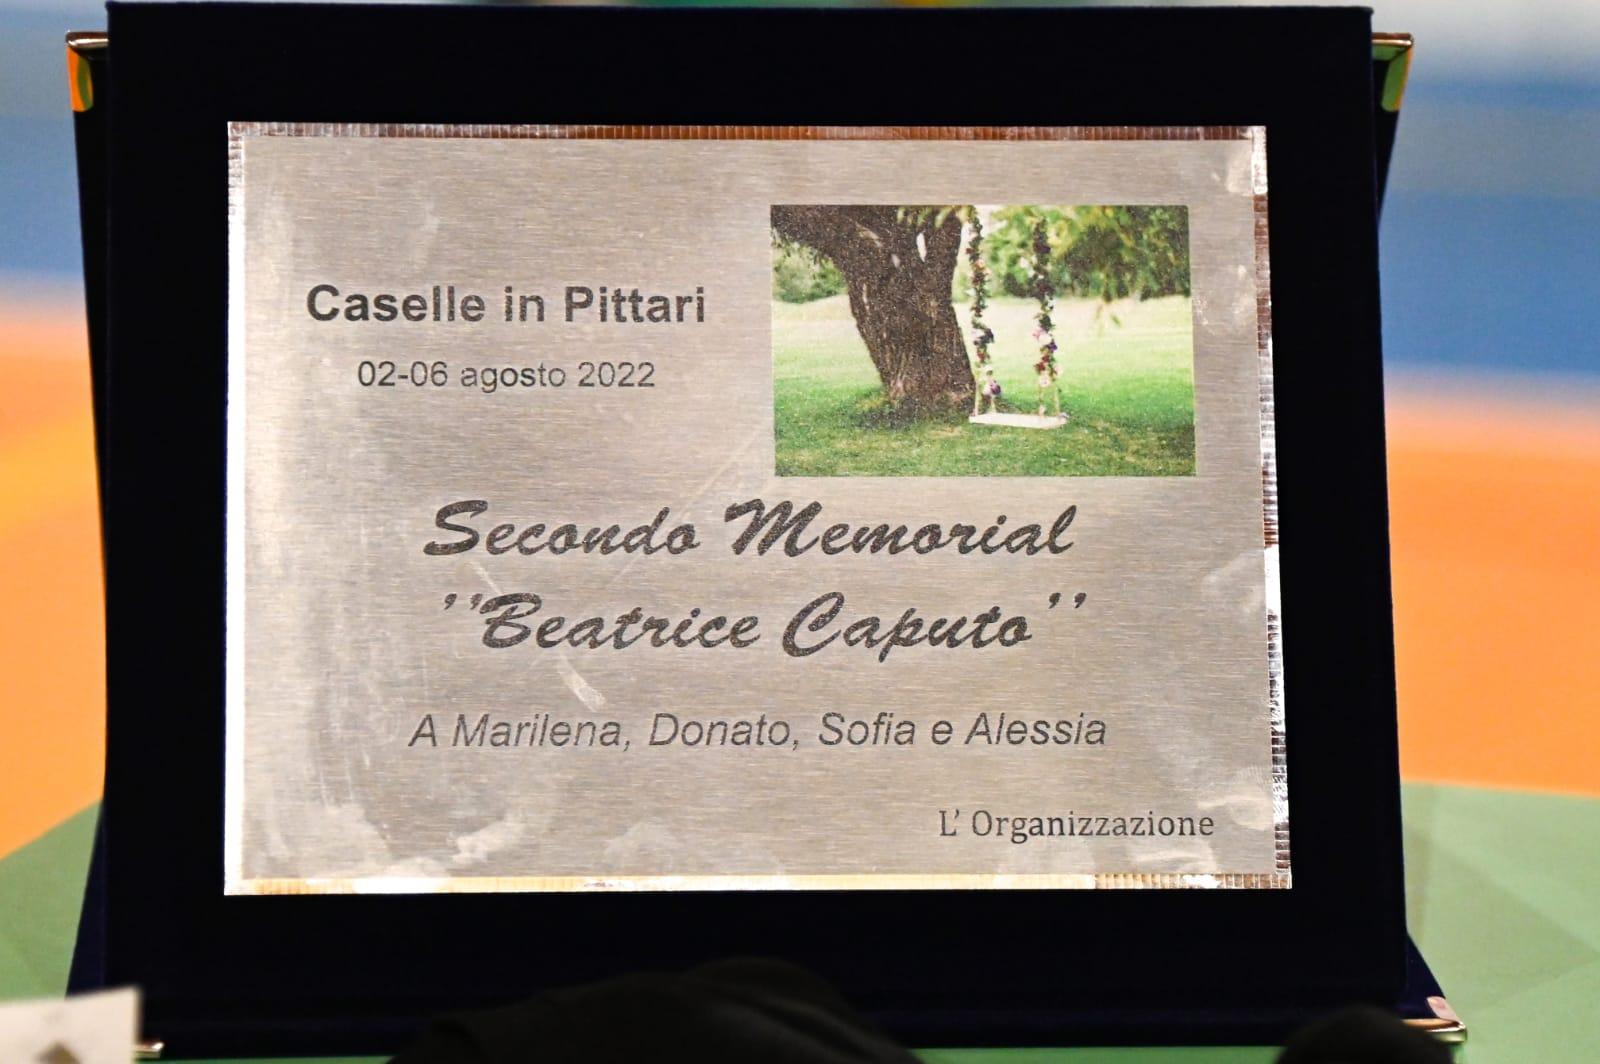 Caselle in Pittari
02-06 agosto 2022
Secondo Memorial
''Beatrice Caputo''
A Marilena, Donato, Sofia e Alessia
L' Organizzazione